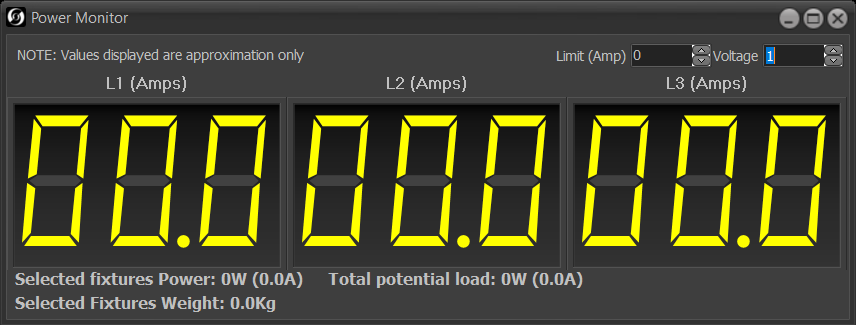 Power Monitor
NOTE: Values displayed are approximation only
Limit (Amp) 0 Voltage 1
L1 (Amps) L2 (Amps) L3 (Amps)
00.0 00.0 00.0
Selected fixtures Power: 0W (0.0A) Total potential load: 0W (0.0A)
Selected Fixtures Weight: 0.0Kg